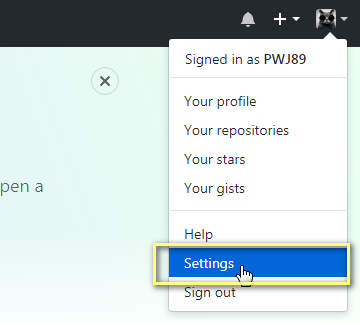 Signed in as PWJ89
Your profile
pen a
Your repositories
Your stars
Your gists
Help
Settings
Sign out